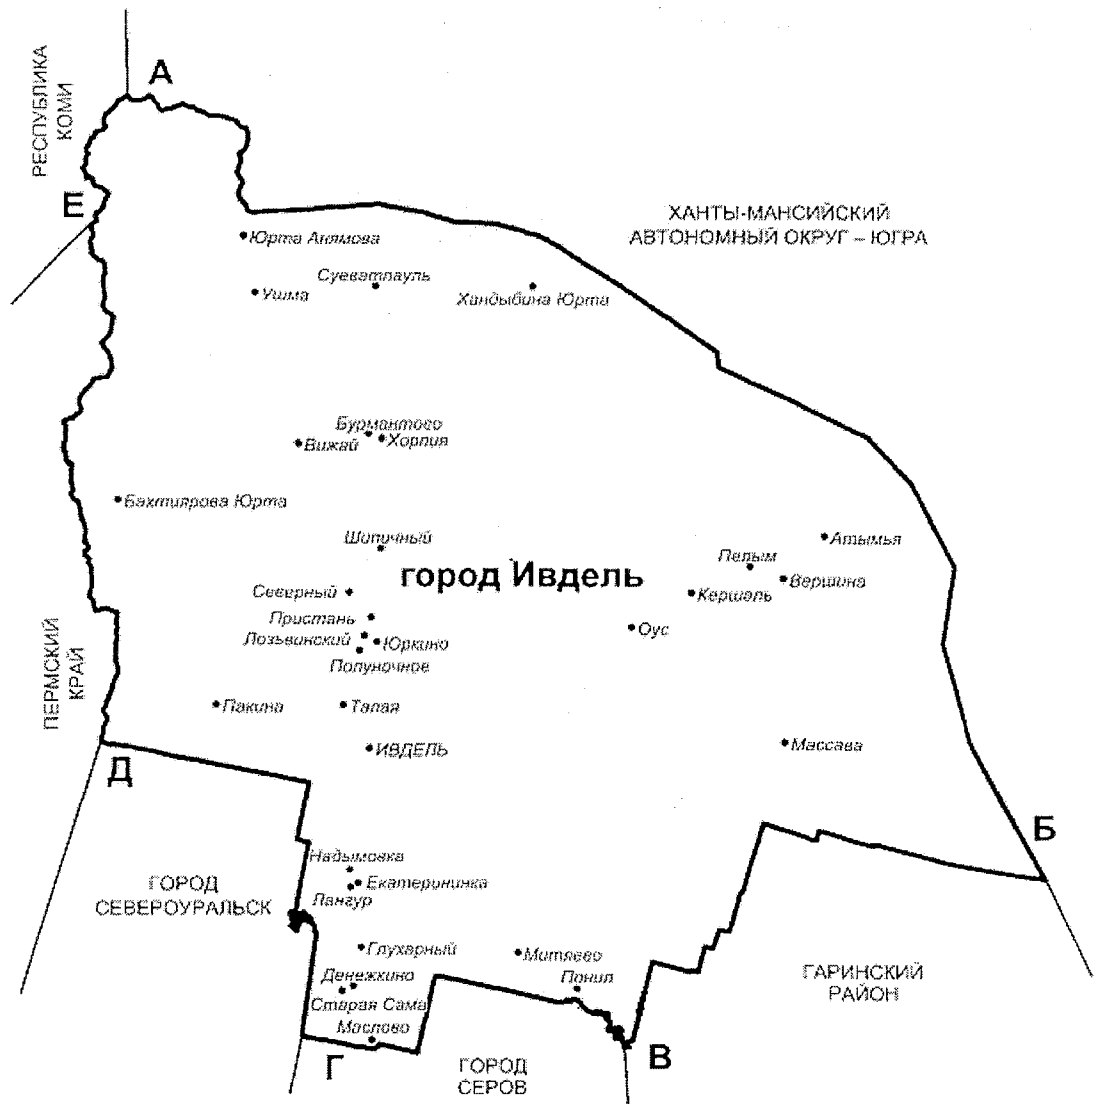 А
РЕСПУБЛИКА
КОМИ
Е
ХАНТЫ-МАНСИЙСКИЙ
АВТОНОМНЫЙ ОКРУГ – ЮГРА
Юрта Анямова
Суеватпауль
Ушма
Хандыбина Юрта
Бурмантово
Вижай
Хорпия
Бахтиярова Юрта
Шипичный
Атымья
Пелым
город Ивдель
Вершина
Северный
Кершаль
Пристань
Оус
Лозьвинский
Юркино
Полуночное
ПЕРМСКИЙ
КРАЙ
Пакина
Талая
ИВДЕЛЬ
Массава
Д
Б
Надымовка
ГОРОД
СЕВЕРОУРАЛЬСК
Екатерининка
Лангур
Глухарный
Митяево
ГАРИНСКИЙ
РАЙОН
Денежкино
Понил
Старая Сама
Маслово
Г
В
ГОРОД
СЕРОВ